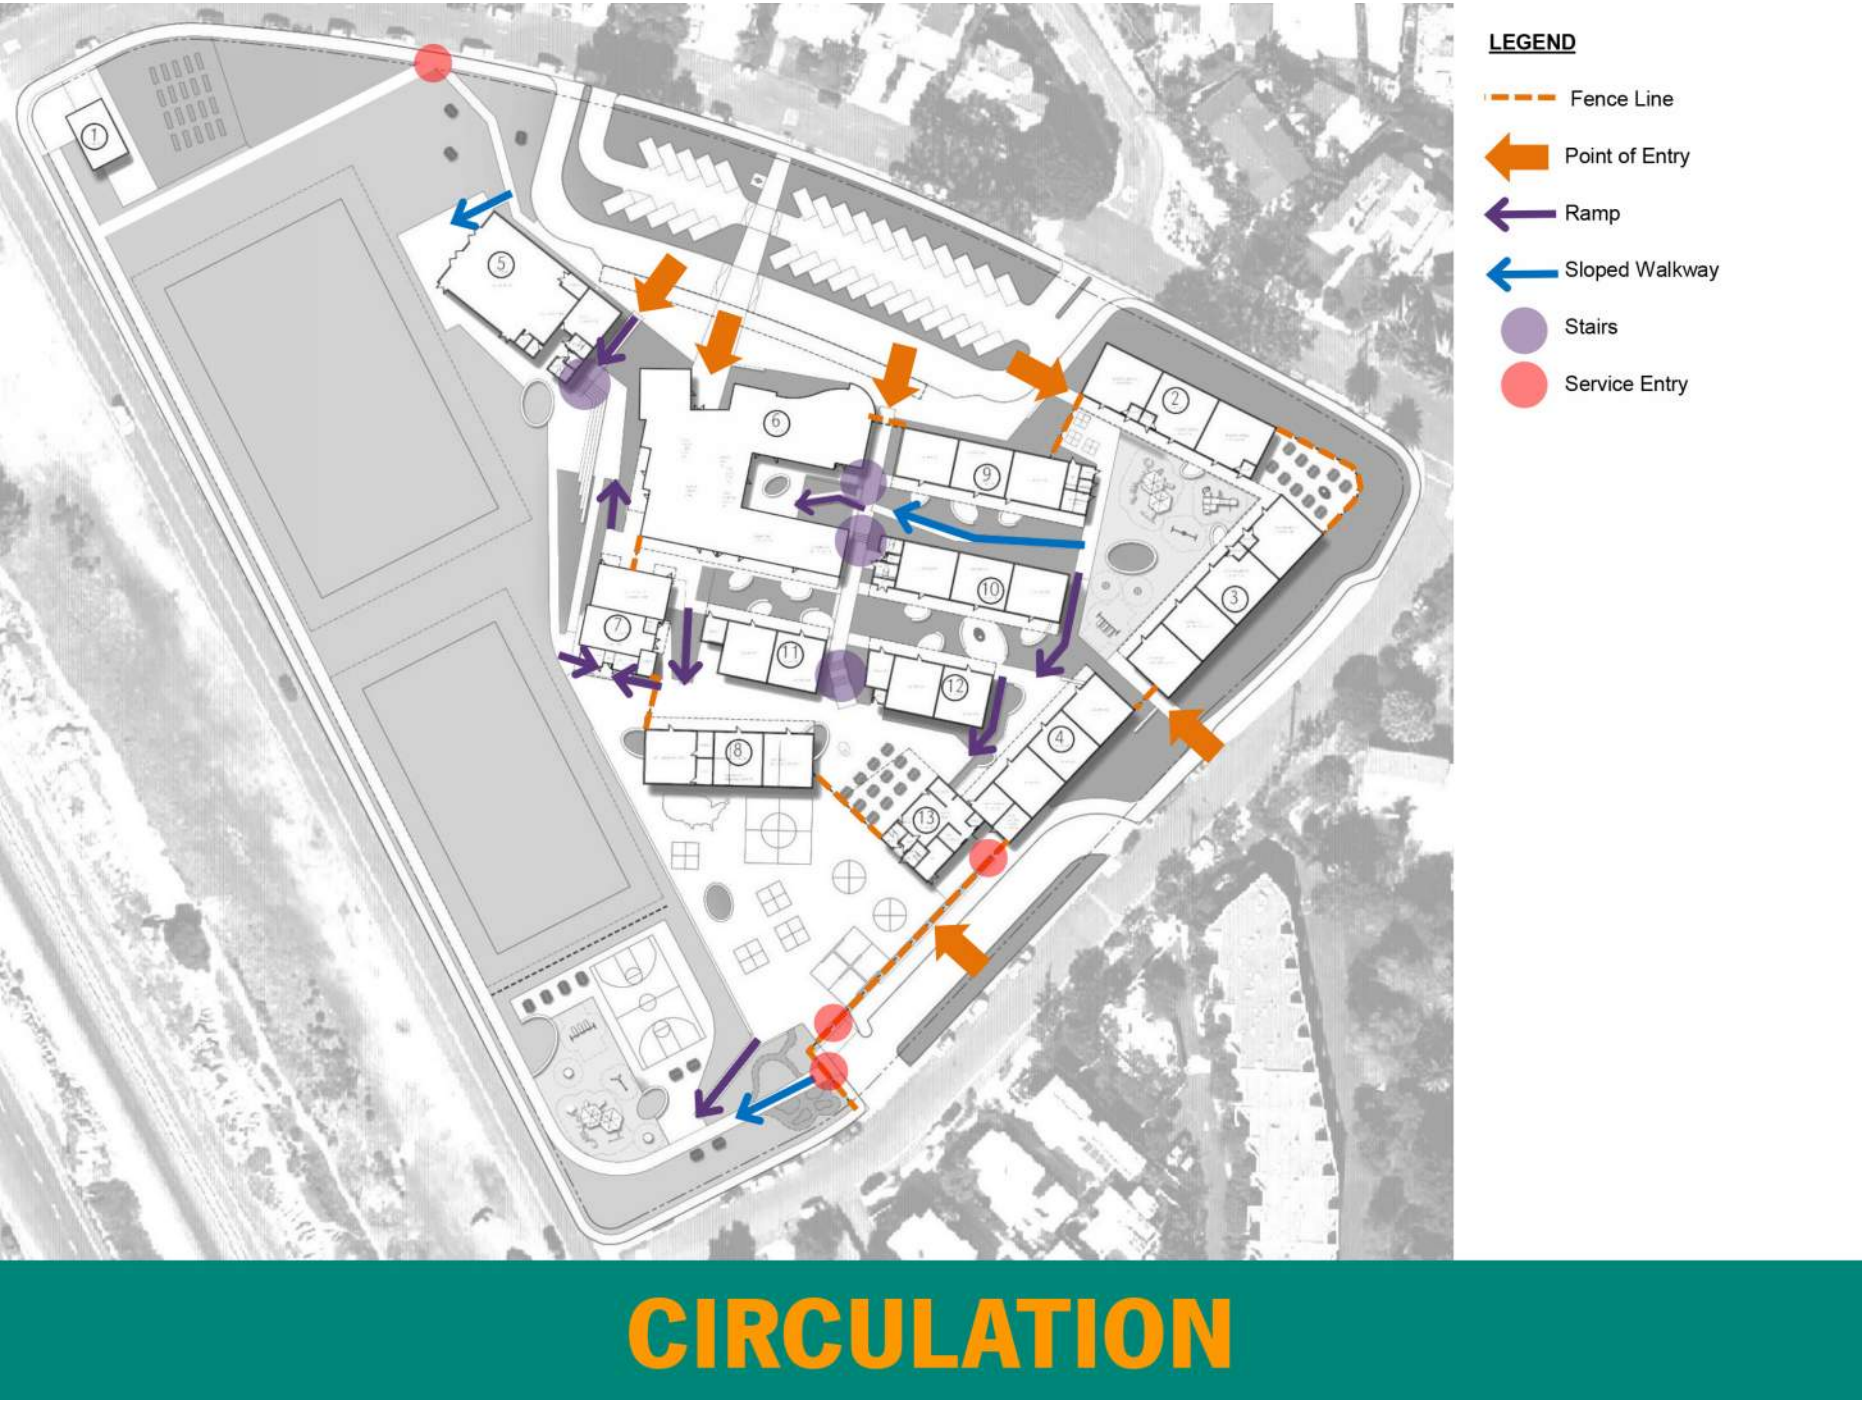 LEGEND
Fence Line
Point of Entry
Ramp
Sloped Walkway
Stairs
Service Entry
1
5
2
6
9
3
10
7
11
12
4
8
13
CIRCULATION